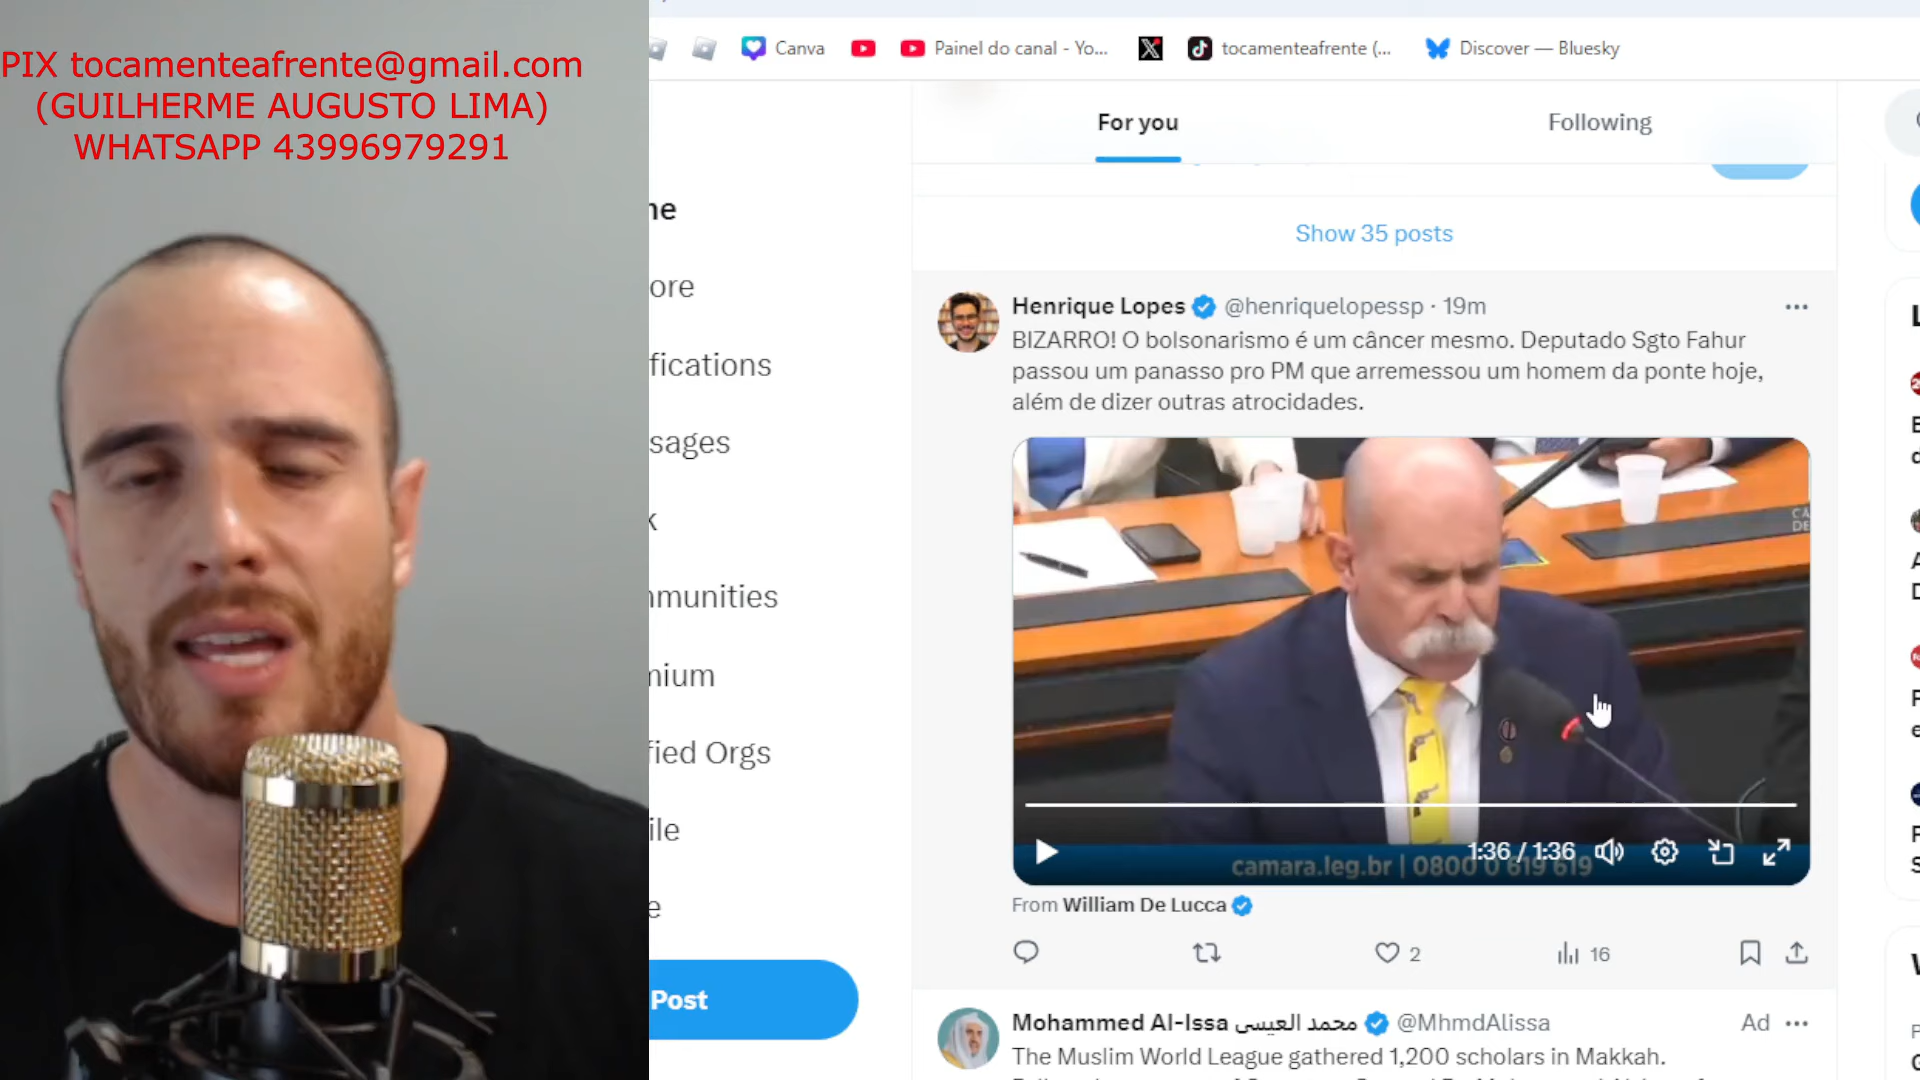 PIX tocamenteafrente@gmail.com
(GUILHERME AUGUSTO LIMA)
WHATSAPP 43996979291
Canva
Painel do canal - Yo...
tocamenteafrente (...
Discover — Bluesky
For you
Following
Show 35 posts
ne
ore
fications
sages
k
nmunities
nium
fied Orgs
ile
e
Post
Henrique Lopes @henriquelopessp · 19m
BIZARRO! O bolsonarismo é um câncer mesmo. Deputado Sgto Fahur
passou um panasso pro PM que arremessou um homem da ponte hoje,
além de dizer outras atrocidades.
1:36 / 1:36
camara.leg.br | 0800 0 619 619
From William De Lucca
2
16
Mohammed Al-Issa محمد العيسى @MhmdAlissa
Ad
The Muslim World League gathered 1,200 scholars in Makkah.